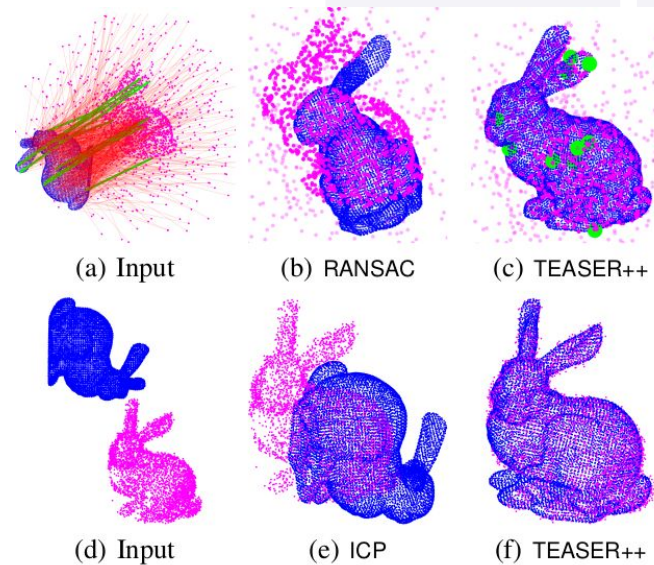 (a) Input
(b) RANSAC
(c) TEASER++
(d) Input
(e) ICP
(f) TEASER++